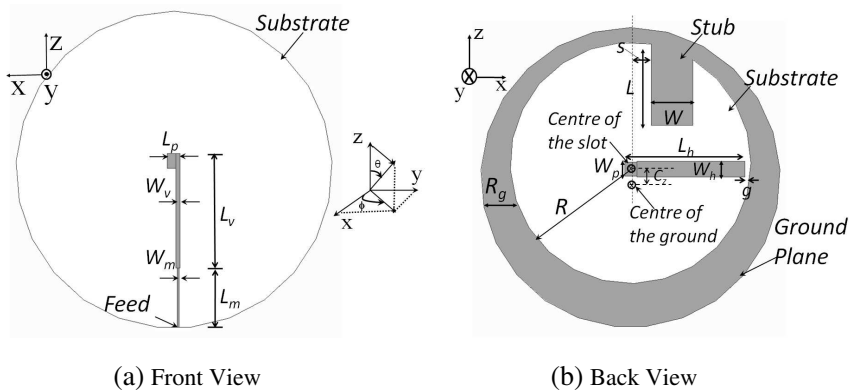 Substrate
z
x
y
L_p
W_v
L_v
W_m
L_m
Feed
z
θ
y
ϕ
x
(a) Front View
z
y
x
s
Stub
Substrate
L
W
Centre of
the slot
L_h
W_p
W_h
C_z
g
R_g
R
Centre of
the ground
Ground
Plane
(b) Back View